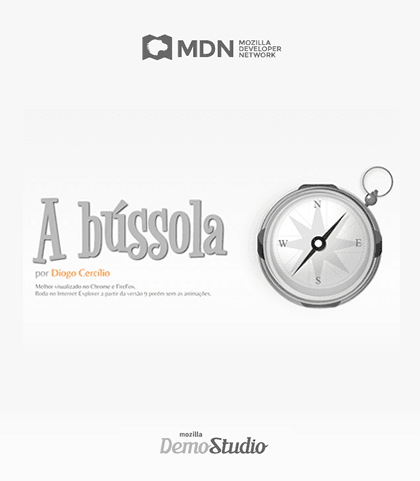 MDN MOZILLA
DEVELOPER
NETWORK
A bússola
por Diogo Cercílio
Melhor visualizado no Chrome e FireFox.
Roda no Internet Explorer a partir da versão 9 porém sem as animações.
N
W
E
S
mozilla
DemoStudio